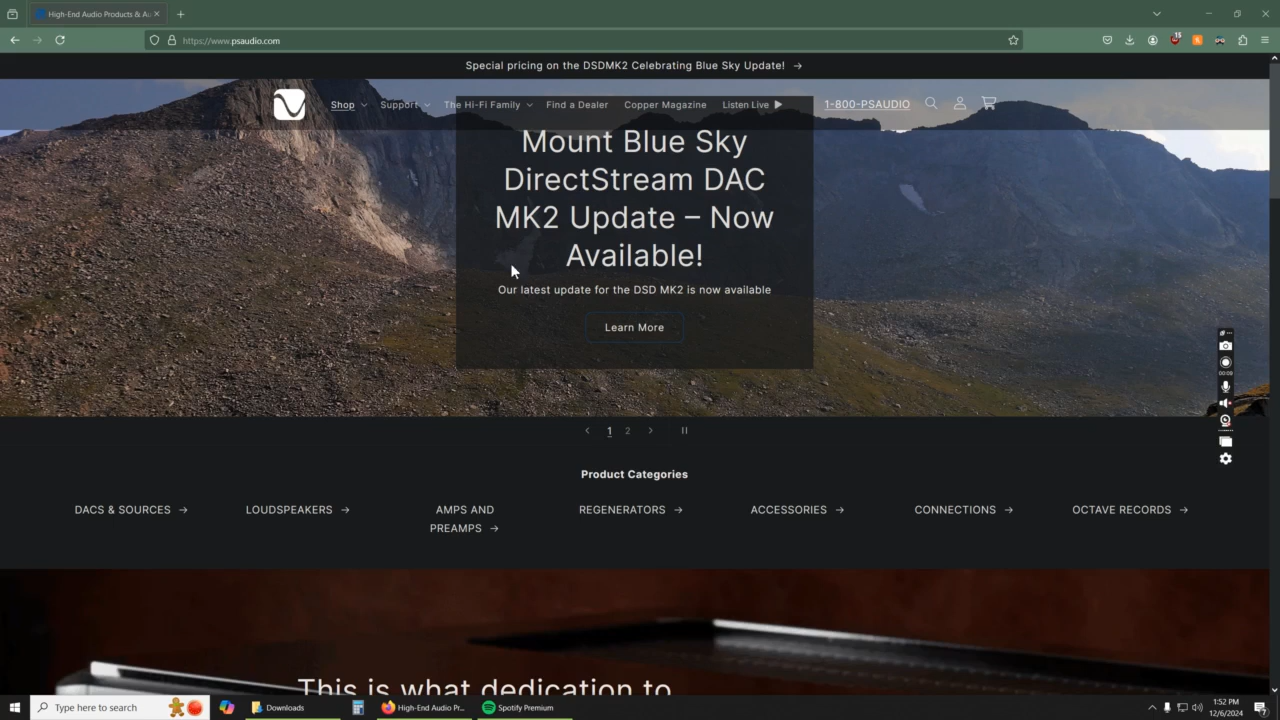 High-End Audio Products & Au
https://www.psaudio.com
15
Special pricing on the DSDMK2 Celebrating Blue Sky Update! →
Shop Support The Hi-Fi Family Find a Dealer Copper Magazine Listen Live 1-800-PSAUDIO
Mount Blue Sky
DirectStream DAC
MK2 Update – Now
Available!
Our latest update for the DSD MK2 is now available
Learn More
1 2
Product Categories
DACS & SOURCES → LOUDSPEAKERS → AMPS AND PREAMPS → REGENERATORS → ACCESSORIES → CONNECTIONS → OCTAVE RECORDS →
This is what dedication to
Type here to search
Downloads
High-End Audio Pr...
Spotify Premium
1:52 PM
12/6/2024
7